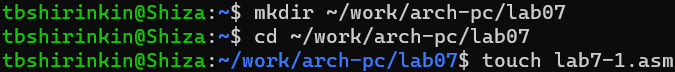 tbshirinkin@Shiza:~$ mkdir ~/work/arch-pc/lab07
tbshirinkin@Shiza:~$ cd ~/work/arch-pc/lab07
tbshirinkin@Shiza:~/work/arch-pc/lab07$ touch lab7-1.asm